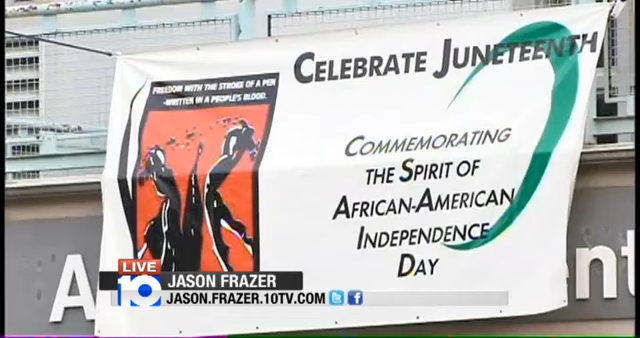 CELEBRATE JUNETEENTH
FREEDOM WITH THE STROKE OF A PEN
-WRITTEN IN A PEOPLE'S BLOOD.
COMMEMORATING
THE SPIRIT OF
AFRICAN-AMERICAN
INDEPENDENCE
DAY
LIVE
10
JASON FRAZER
JASON.FRAZER.10TV.COM